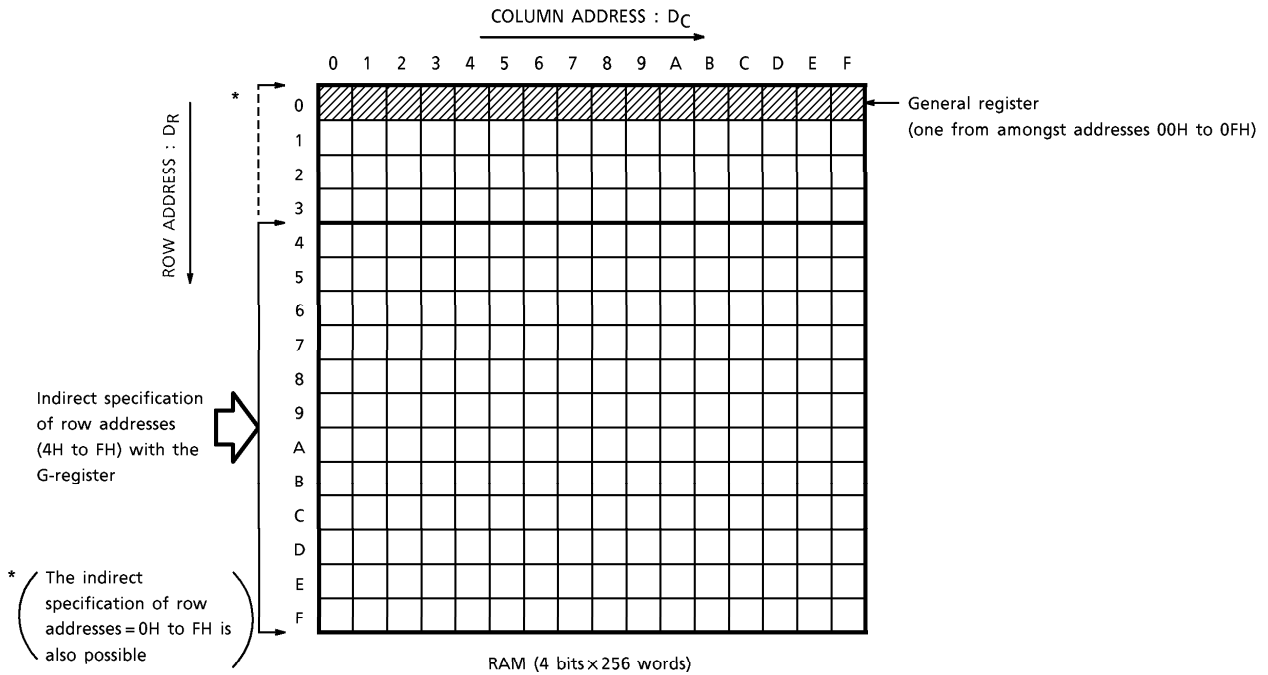 COLUMN ADDRESS : DC
0 1 2 3 4 5 6 7 8 9 A B C D E F
*
ROW ADDRESS : DR
0
1
2
3
4
5
6
7
8
9
A
B
C
D
E
F
General register
(one from amongst addresses 00H to 0FH)
Indirect specification
of row addresses
(4H to FH) with the
G-register
* The indirect
specification of row
addresses=0H to FH is
also possible
RAM (4 bits×256 words)